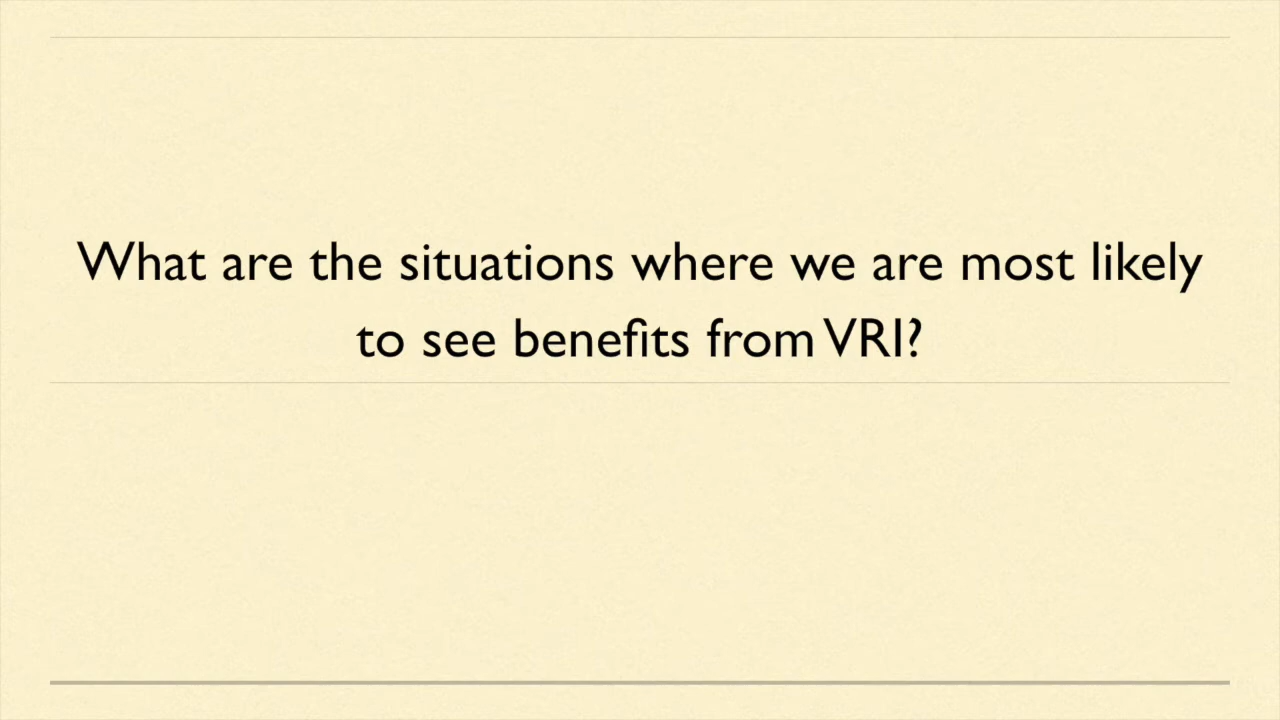 What are the situations where we are most likely
to see benefits from VRI?